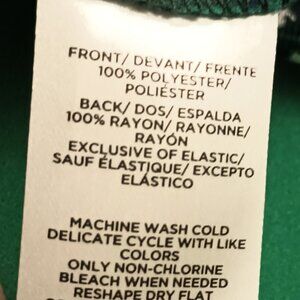 FRONT/ DEVANT/ FRENTE
100% POLYESTER/
POLIÉSTER
BACK/ DOS/ ESPALDA
100% RAYON/ RAYONNE/
RAYÓN
EXCLUSIVE OF ELASTIC/
SAUF ÉLASTIQUE/ EXCEPTO
ELÁSTICO
MACHINE WASH COLD
DELICATE CYCLE WITH LIKE
COLORS
ONLY NON-CHLORINE
BLEACH WHEN NEEDED
RESHAPE DRY FLAT